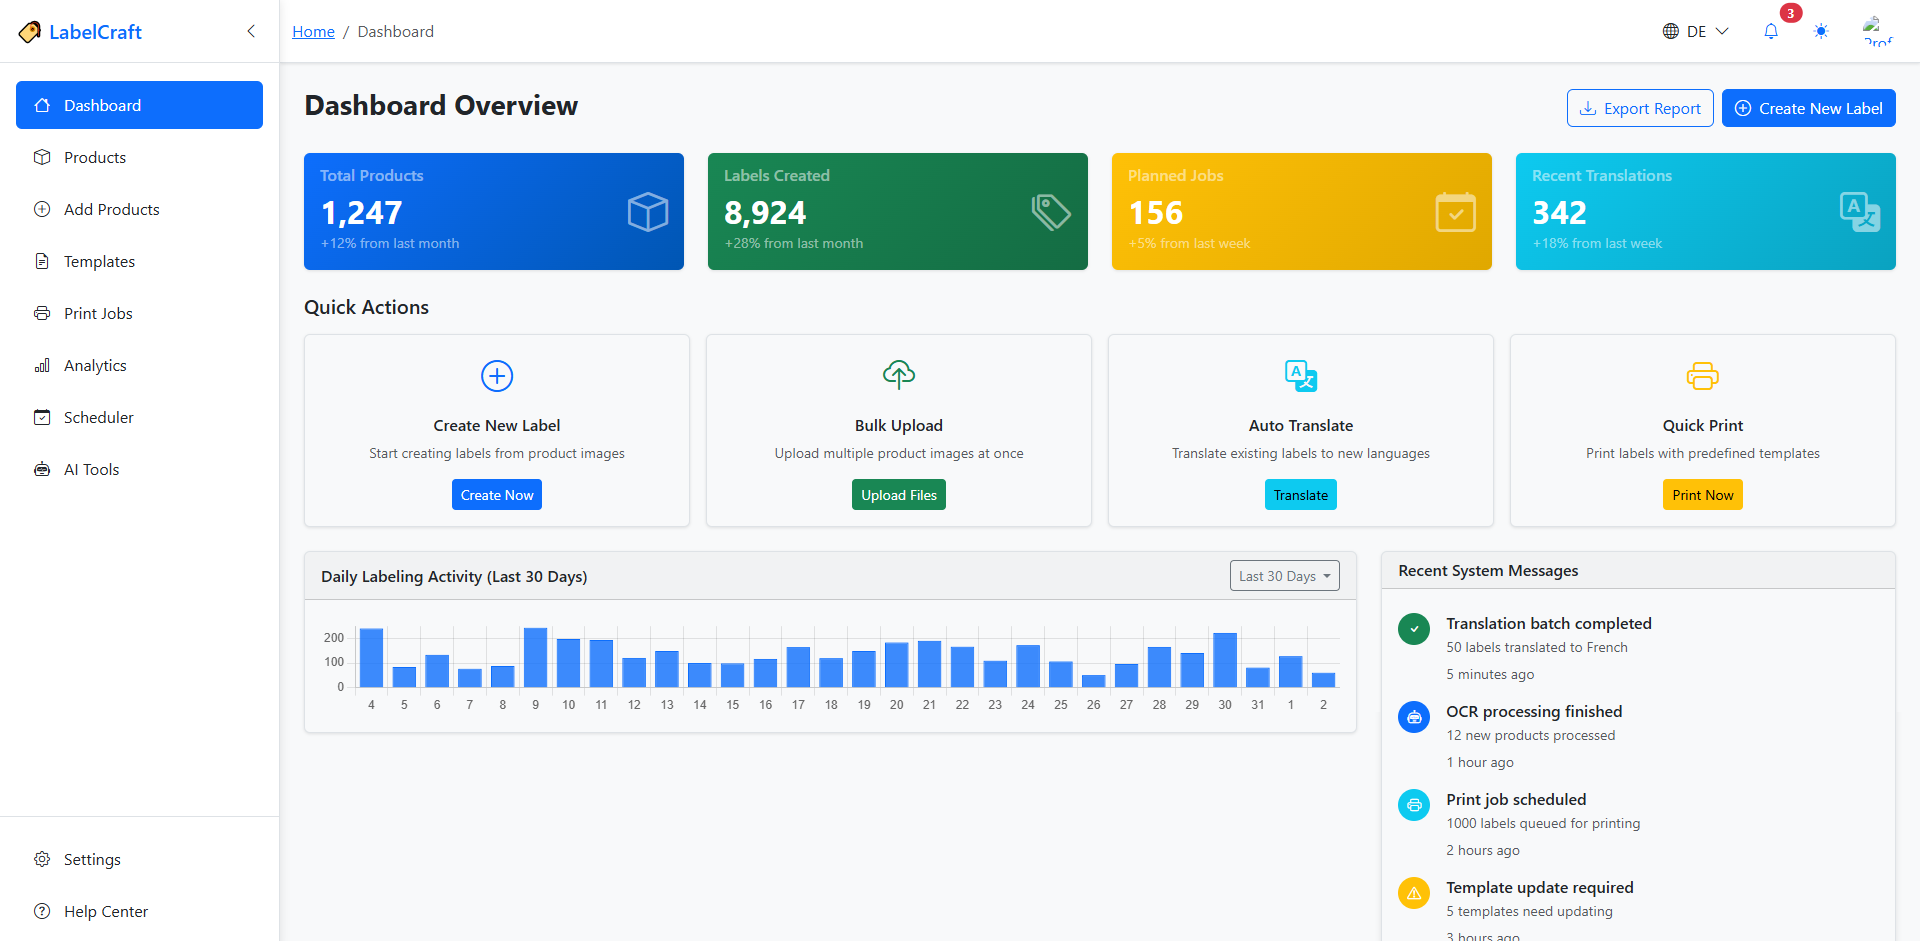 LabelCraft
Home / Dashboard
DE
3
Dashboard
Products
Add Products
Templates
Print Jobs
Analytics
Scheduler
AI Tools
Settings
Help Center
Dashboard Overview
Export Report
Create New Label
Total Products
1,247
+12% from last month
Labels Created
8,924
+28% from last month
Planned Jobs
156
+5% from last week
Recent Translations
342
+18% from last week
Quick Actions
Create New Label
Start creating labels from product images
Create Now
Bulk Upload
Upload multiple product images at once
Upload Files
Auto Translate
Translate existing labels to new languages
Translate
Quick Print
Print labels with predefined templates
Print Now
Daily Labeling Activity (Last 30 Days)
Last 30 Days
200
100
0
4 5 6 7 8 9 10 11 12 13 14 15 16 17 18 19 20 21 22 23 24 25 26 27 28 29 30 31 1 2
Recent System Messages
Translation batch completed
50 labels translated to French
5 minutes ago
OCR processing finished
12 new products processed
1 hour ago
Print job scheduled
1000 labels queued for printing
2 hours ago
Template update required
5 templates need updating
3 hours ago